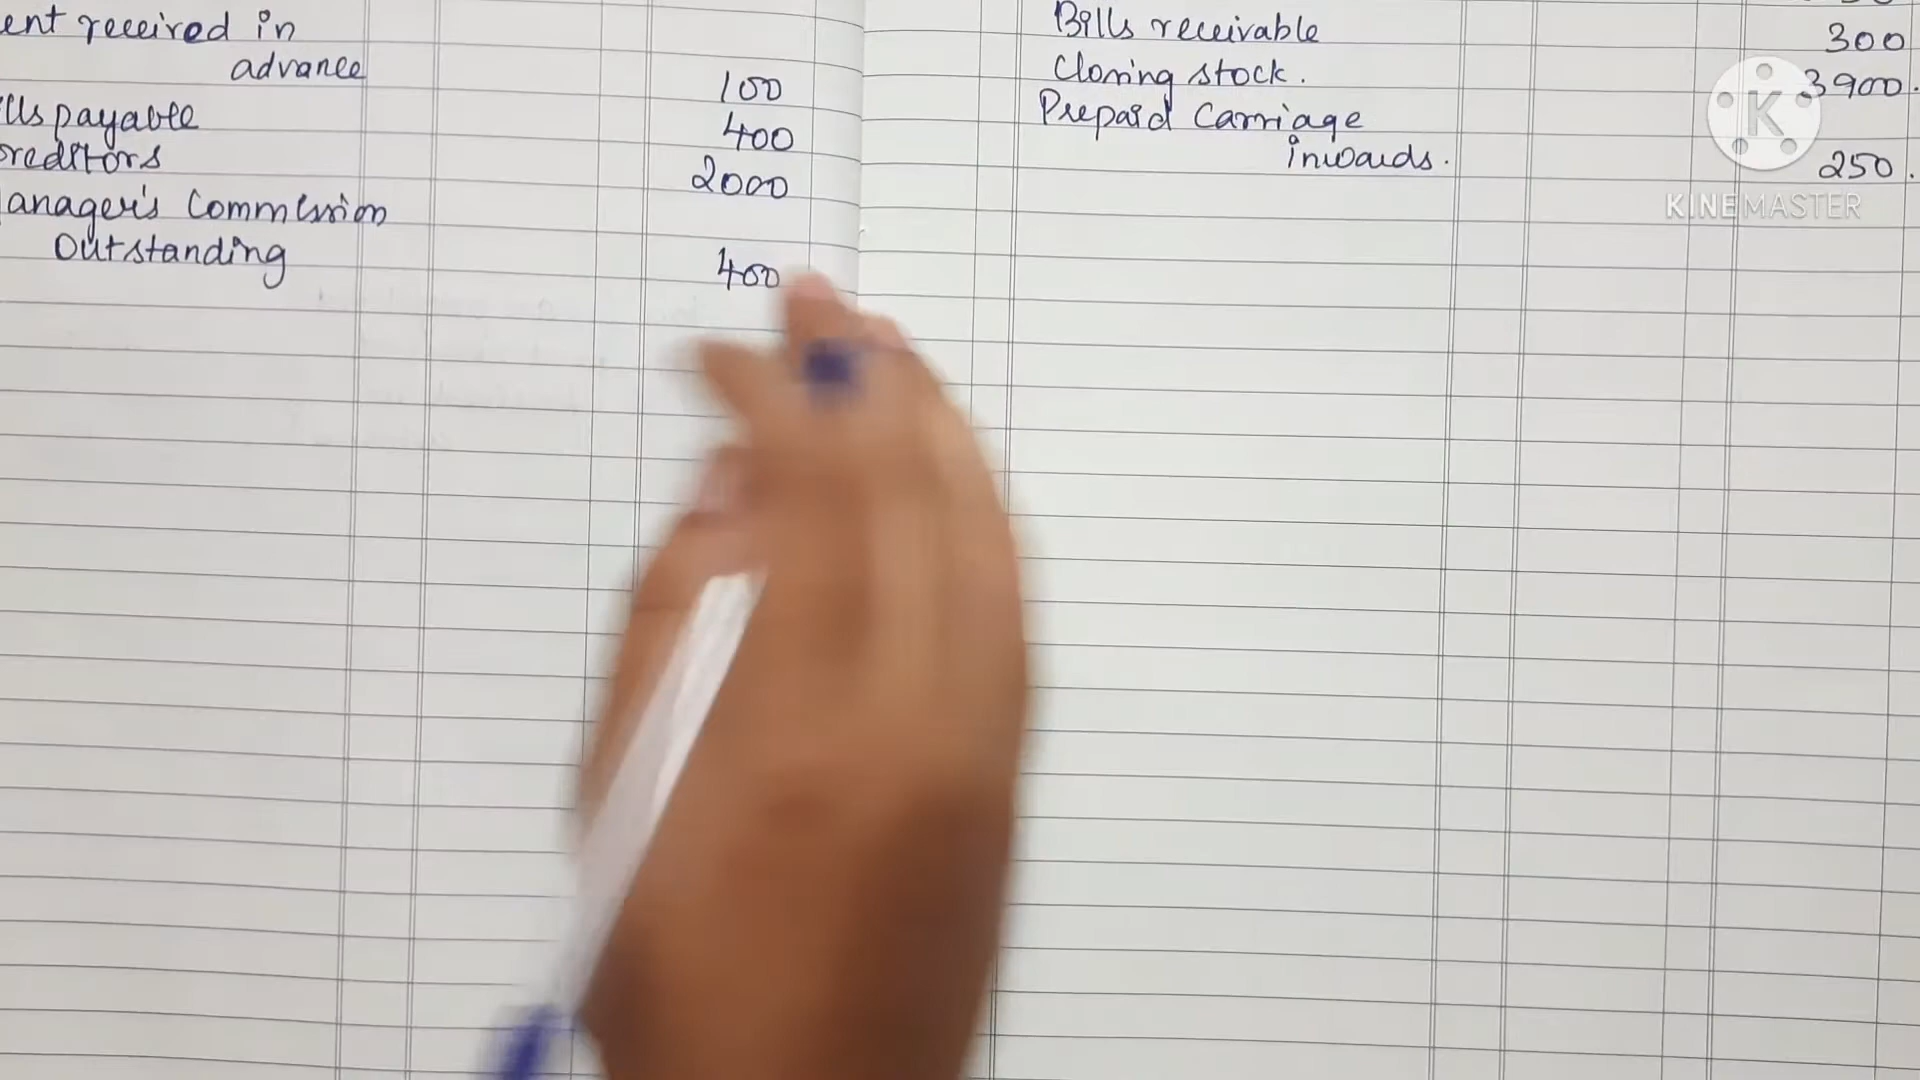 ent received in
advance 100
lls payable 400
creditors 2000
anager's Commission
Outstanding 400
Bills receivable 300
Closing stock. 3900.
Prepaid Carriage
inwards. 250.
K
KINEMASTER